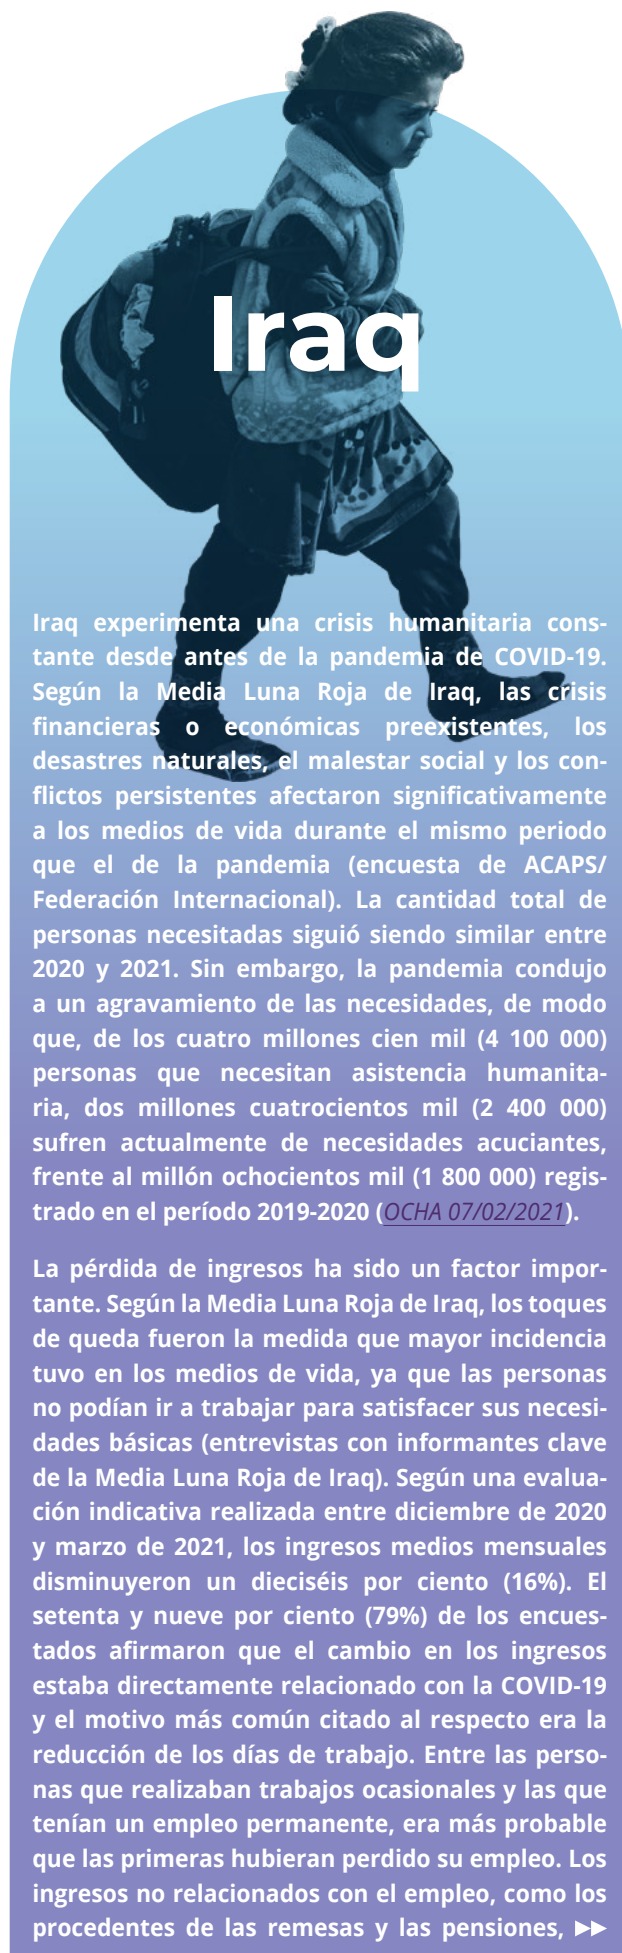 Iraq
Iraq experimenta una crisis humanitaria cons-
tante desde antes de la pandemia de COVID-19.
Según la Media Luna Roja de Iraq, las crisis
financieras o económicas preexistentes, los
desastres naturales, el malestar social y los con-
flictos persistentes afectaron significativamente
a los medios de vida durante el mismo periodo
que el de la pandemia (encuesta de ACAPS/
Federación Internacional). La cantidad total de
personas necesitadas siguió siendo similar entre
2020 y 2021. Sin embargo, la pandemia condujo
a un agravamiento de las necesidades, de modo
que, de los cuatro millones cien mil (4 100 000)
personas que necesitan asistencia humanita-
ria, dos millones cuatrocientos mil (2 400 000)
sufren actualmente de necesidades acuciantes,
frente al millón ochocientos mil (1 800 000) regis-
trado en el período 2019-2020 (OCHA 07/02/2021).
La pérdida de ingresos ha sido un factor impor-
tante. Según la Media Luna Roja de Iraq, los toques
de queda fueron la medida que mayor incidencia
tuvo en los medios de vida, ya que las personas
no podían ir a trabajar para satisfacer sus necesi-
dades básicas (entrevistas con informantes clave
de la Media Luna Roja de Iraq). Según una evalua-
ción indicativa realizada entre diciembre de 2020
y marzo de 2021, los ingresos medios mensuales
disminuyeron un dieciséis por ciento (16%). El
setenta y nueve por ciento (79%) de los encues-
tados afirmaron que el cambio en los ingresos
estaba directamente relacionado con la COVID-19
y el motivo más común citado al respecto era la
reducción de los días de trabajo. Entre las perso-
nas que realizaban trabajos ocasionales y las que
tenían un empleo permanente, era más probable
que las primeras hubieran perdido su empleo. Los
ingresos no relacionados con el empleo, como los
procedentes de las remesas y las pensiones, ▶▶